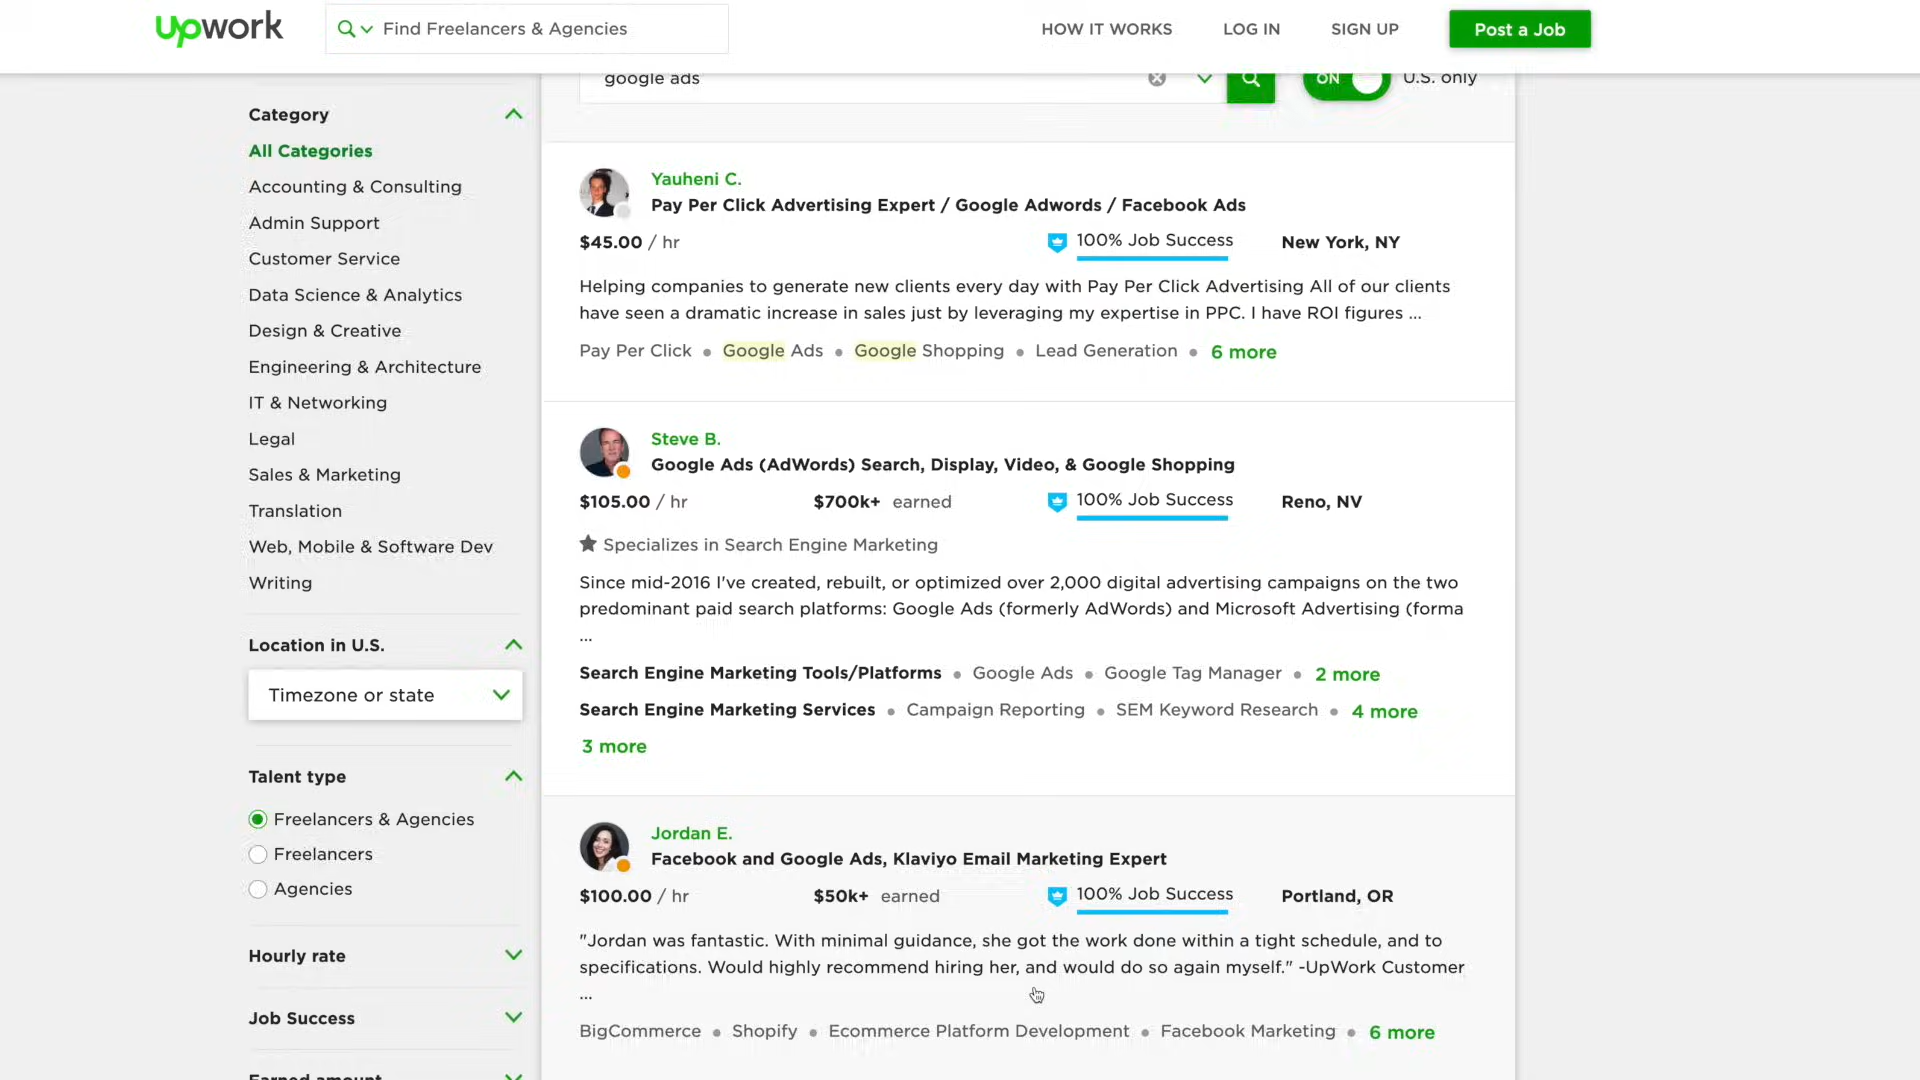 upwork
Find Freelancers & Agencies
HOW IT WORKS
LOG IN
SIGN UP
Post a Job
google ads
ON
U.S. only
Category
All Categories
Accounting & Consulting
Admin Support
Customer Service
Data Science & Analytics
Design & Creative
Engineering & Architecture
IT & Networking
Legal
Sales & Marketing
Translation
Web, Mobile & Software Dev
Writing
Location in U.S.
Timezone or state
Talent type
Freelancers & Agencies
Freelancers
Agencies
Hourly rate
Job Success
Earned amount
Yauheni C.
Pay Per Click Advertising Expert / Google Adwords / Facebook Ads
$45.00 / hr
100% Job Success
New York, NY
Helping companies to generate new clients every day with Pay Per Click Advertising All of our clients
have seen a dramatic increase in sales just by leveraging my expertise in PPC. I have ROI figures ...
Pay Per Click • Google Ads • Google Shopping • Lead Generation • 6 more
Steve B.
Google Ads (AdWords) Search, Display, Video, & Google Shopping
$105.00 / hr
$700k+ earned
100% Job Success
Reno, NV
Specializes in Search Engine Marketing
Since mid-2016 I've created, rebuilt, or optimized over 2,000 digital advertising campaigns on the two
predominant paid search platforms: Google Ads (formerly AdWords) and Microsoft Advertising (forma
...
Search Engine Marketing Tools/Platforms • Google Ads • Google Tag Manager • 2 more
Search Engine Marketing Services • Campaign Reporting • SEM Keyword Research • 4 more
3 more
Jordan E.
Facebook and Google Ads, Klaviyo Email Marketing Expert
$100.00 / hr
$50k+ earned
100% Job Success
Portland, OR
"Jordan was fantastic. With minimal guidance, she got the work done within a tight schedule, and to
specifications. Would highly recommend hiring her, and would do so again myself." -UpWork Customer
...
BigCommerce • Shopify • Ecommerce Platform Development • Facebook Marketing • 6 more